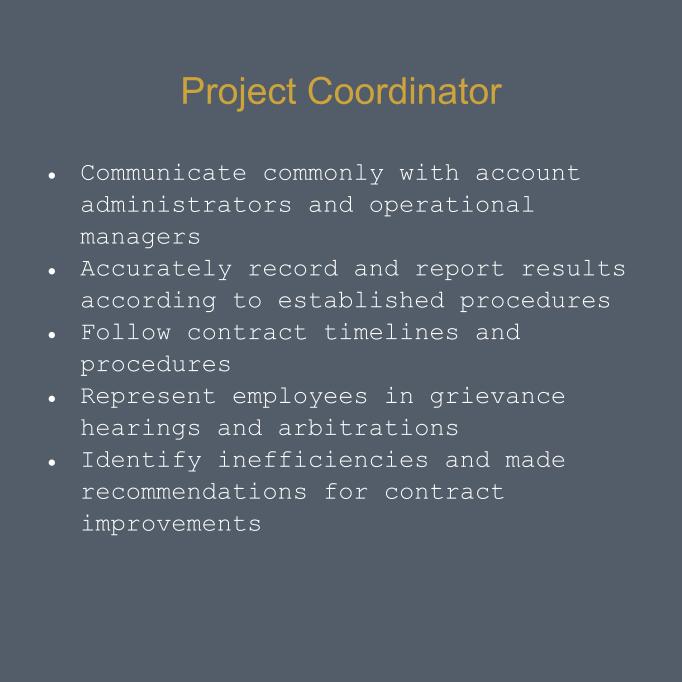 Project Coordinator
• Communicate commonly with account
administrators and operational
managers
• Accurately record and report results
according to established procedures
• Follow contract timelines and
procedures
• Represent employees in grievance
hearings and arbitrations
• Identify inefficiencies and made
recommendations for contract
improvements